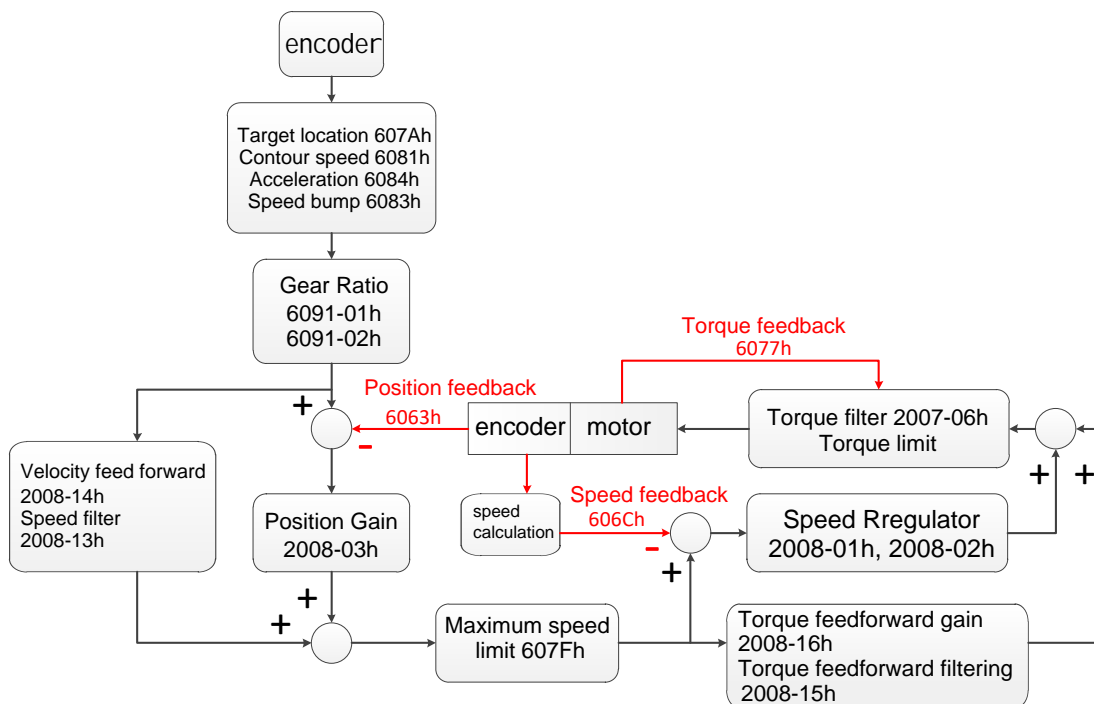 encoder
Target location 607Ah
Contour speed 6081h
Acceleration 6084h
Speed bump 6083h
Gear Ratio
6091-01h
6091-02h
Torque feedback
6077h
Position feedback
6063h
+
-
encoder
motor
Torque filter 2007-06h
Torque limit
+
+
Velocity feed forward
2008-14h
Speed filter
2008-13h
Position Gain
2008-03h
speed
calculation
Speed feedback
606Ch
-
+
Speed Rregulator
2008-01h, 2008-02h
+
+
Maximum speed
limit 607Fh
Torque feedforward gain
2008-16h
Torque feedforward filtering
2008-15h